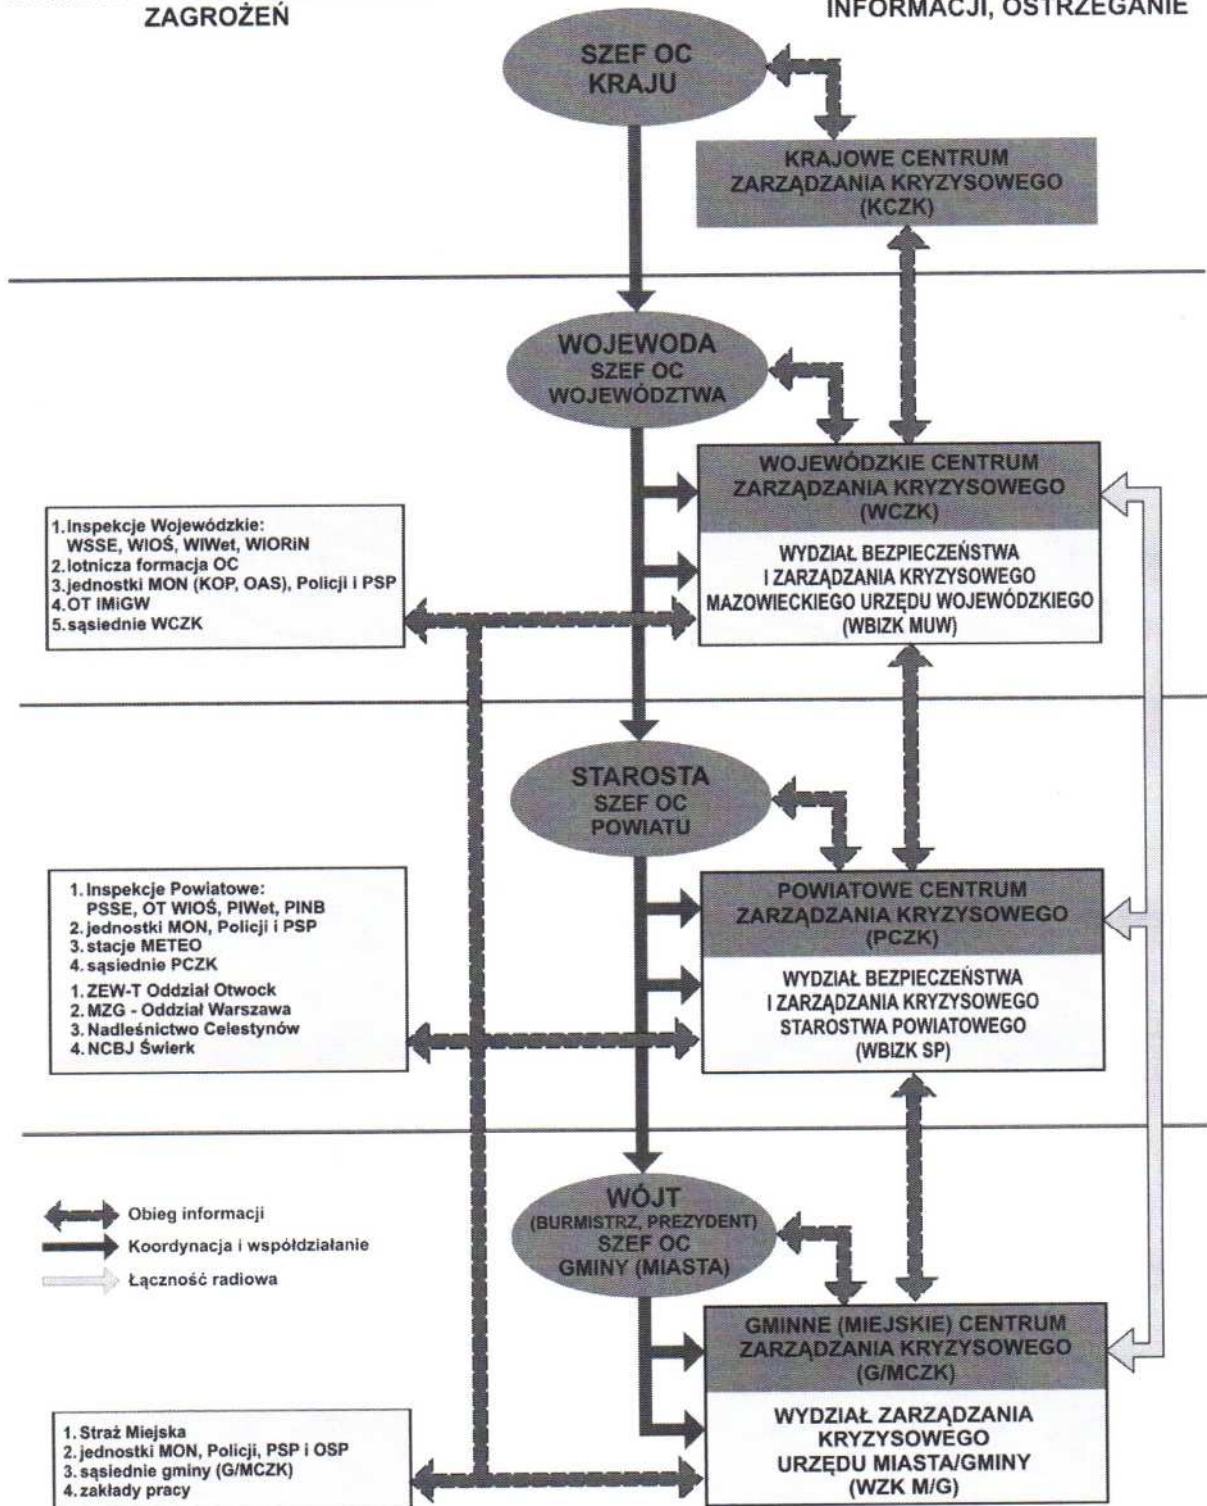 ZAGROŻEŃ
INFORMACJI, OSTRZEGANIE
SZEF OC
KRAJU
KRAJOWE CENTRUM
ZARZĄDZANIA KRYZYSOWEGO
(KCZK)
WOJEWODA
SZEF OC
WOJEWÓDZTWA
WOJEWÓDZKIE CENTRUM
ZARZĄDZANIA KRYZYSOWEGO
(WCZK)
WYDZIAŁ BEZPIECZEŃSTWA
I ZARZĄDZANIA KRYZYSOWEGO
MAZOWIECKIEGO URZĘDU WOJEWÓDZKIEGO
(WBIZK MUW)
1. Inspekcje Wojewódzkie:
WSSE, WIOŚ, WIWet, WIORiN
2. lotnicza formacja OC
3. jednostki MON (KOP, OAS), Policji i PSP
4. OT IMiGW
5. sąsiednie WCZK
STAROSTA
SZEF OC
POWIATU
POWIATOWE CENTRUM
ZARZĄDZANIA KRYZYSOWEGO
(PCZK)
WYDZIAŁ BEZPIECZEŃSTWA
I ZARZĄDZANIA KRYZYSOWEGO
STAROSTWA POWIATOWEGO
(WBIZK SP)
1. Inspekcje Powiatowe:
PSSE, OT WIOŚ, PIWet, PINB
2. jednostki MON, Policji i PSP
3. stacje METEO
4. sąsiednie PCZK
1. ZEW-T Oddział Otwock
2. MZG - Oddział Warszawa
3. Nadleśnictwo Celestynów
4. NCBJ Świerk
WÓJT
(BURMISTRZ, PREZYDENT)
SZEF OC
GMINY (MIASTA)
Obieg informacji
Koordynacja i współdziałanie
Łączność radiowa
GMINNE (MIEJSKIE) CENTRUM
ZARZĄDZANIA KRYZYSOWEGO
(G/MCZK)
WYDZIAŁ ZARZĄDZANIA
KRYZYSOWEGO
URZĘDU MIASTA/GMINY
(WZK M/G)
1. Straż Miejska
2. jednostki MON, Policji, PSP i OSP
3. sąsiednie gminy (G/MCZK)
4. zakłady pracy